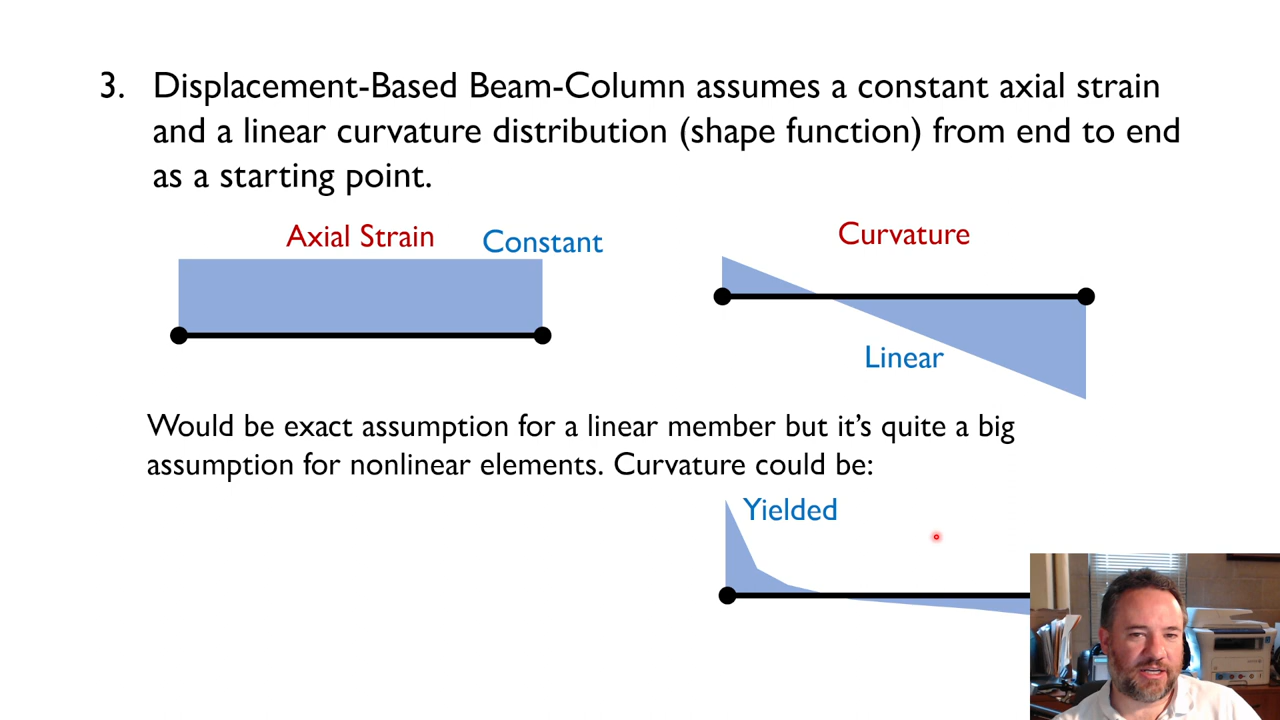 3. Displacement-Based Beam-Column assumes a constant axial strain
and a linear curvature distribution (shape function) from end to end
as a starting point.
Axial Strain
Constant
Curvature
Linear
Would be exact assumption for a linear member but it's quite a big
assumption for nonlinear elements. Curvature could be:
Yielded